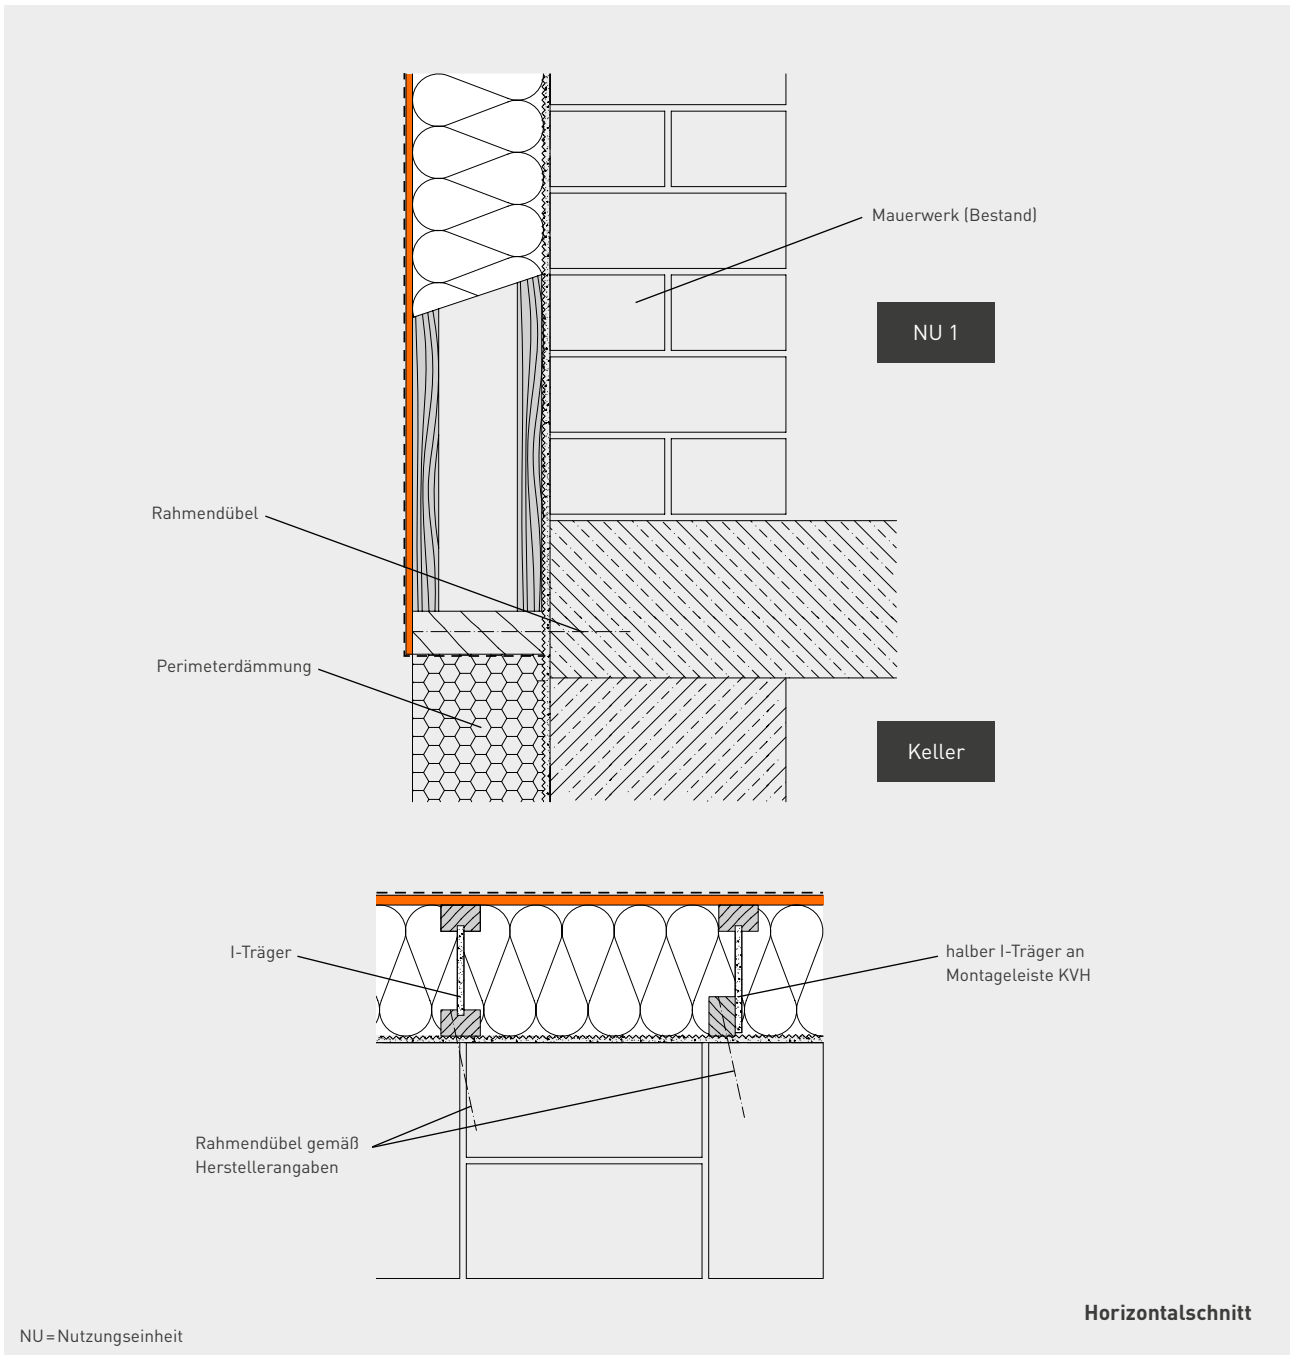 Mauerwerk (Bestand)
NU 1
Rahmendübel
Perimeterdämmung
Keller
I-Träger
halber I-Träger an
Montageleiste KVH
Rahmendübel gemäß
Herstellerangaben
Horizontalschnitt
NU=Nutzungseinheit